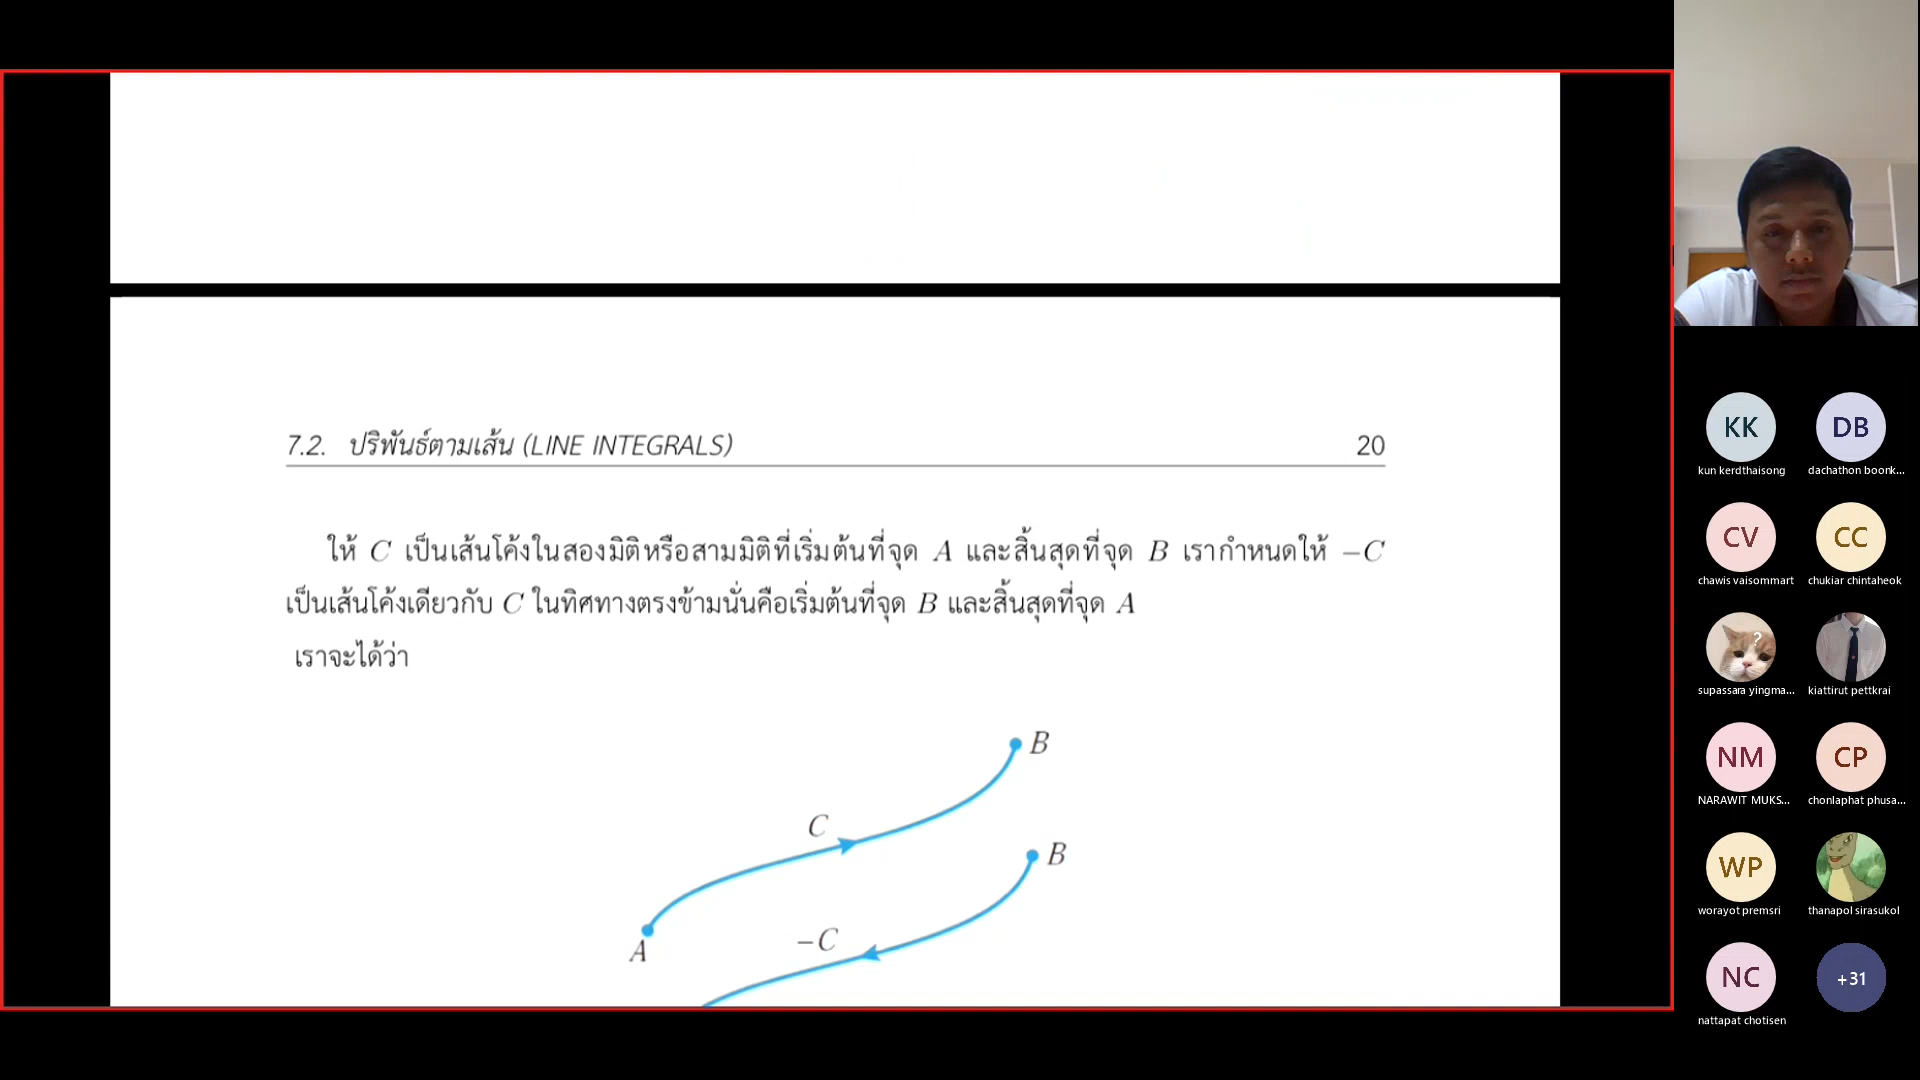 7.2. ปริพันธ์ตามเส้น (LINE INTEGRALS) 20
ให้ C เป็นเส้นโค้งในสองมิติหรือสามมิติที่เริ่มต้นที่จุด A และสิ้นสุดที่จุด B เรากำหนดให้ −C
เป็นเส้นโค้งเดียวกับ C ในทิศทางตรงข้ามนั่นคือเริ่มต้นที่จุด B และสิ้นสุดที่จุด A
เราจะได้ว่า
B
C
A
B
−C
KK DB
kun kerdthaisong dachathon boonk...
CV CC
chawis vaisommart chukiar chintaheok
?
supassara yingma... kiattirut pettkrai
NM CP
NARAWIT MUKS... chonlaphat phusa...
WP
worayot premsri thanapol sirasukol
NC +31
nattapat chotisen